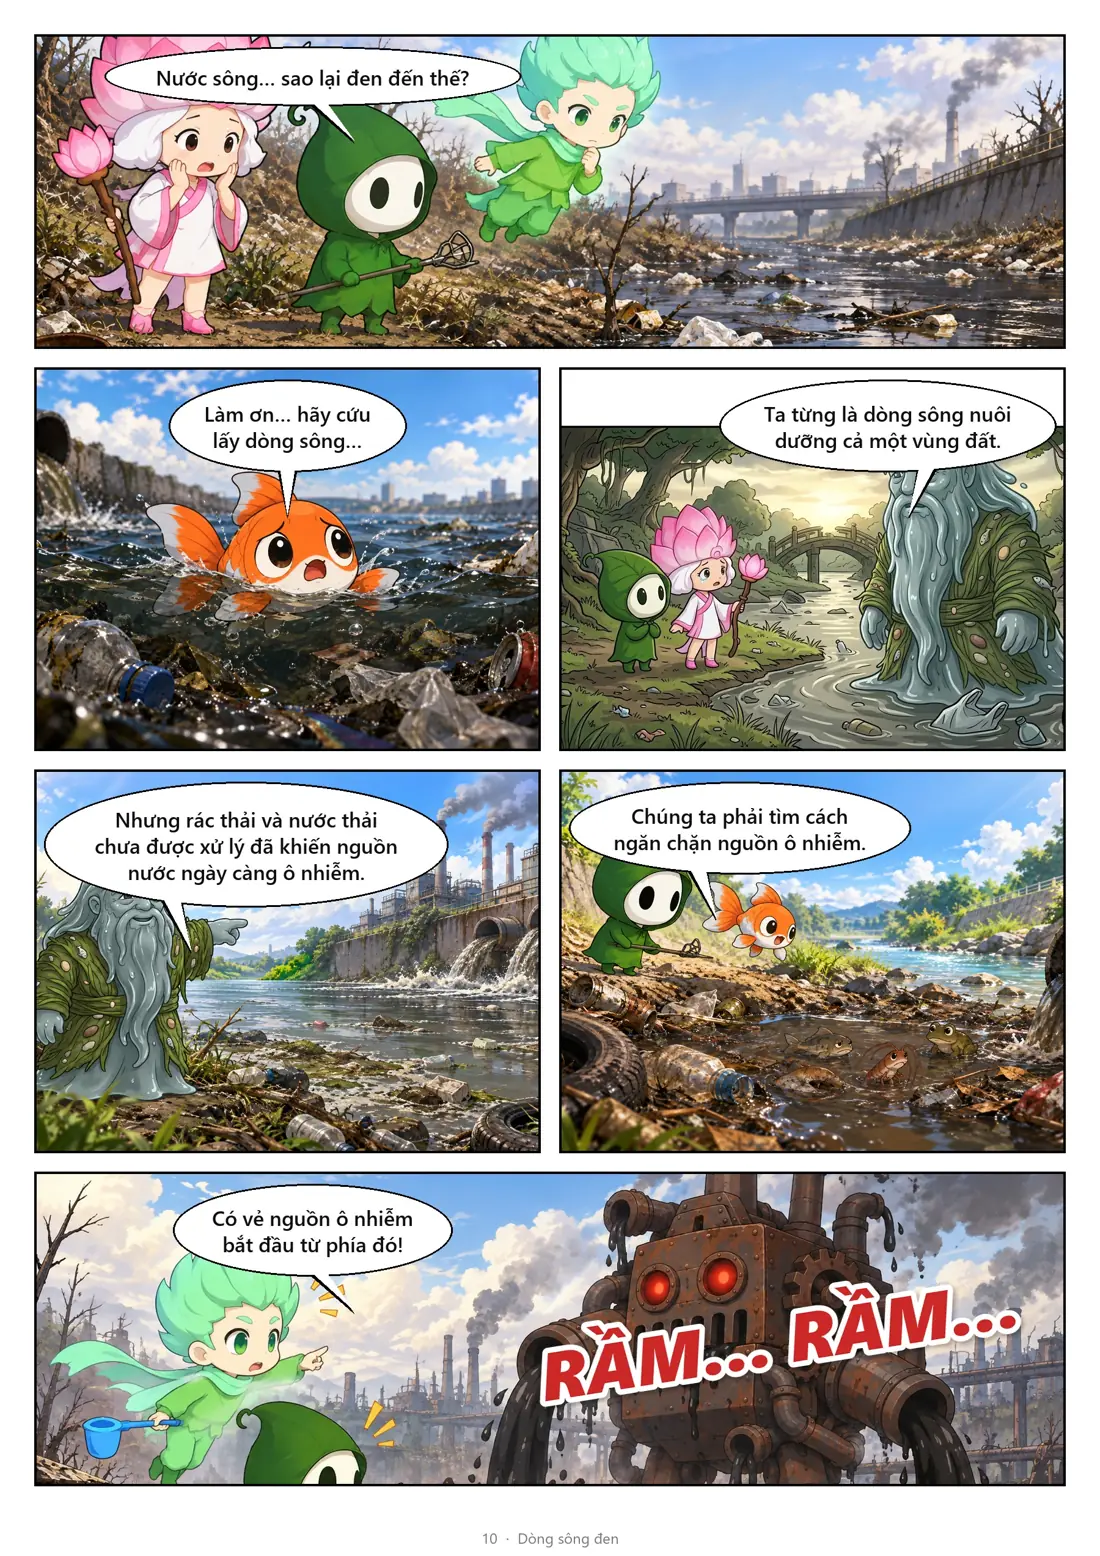 Nước sông... sao lại đen đến thế?
Làm ơn... hãy cứu
lấy dòng sông...
Ta từng là dòng sông nuôi
dưỡng cả một vùng đất.
Nhưng rác thải và nước thải
chưa được xử lý đã khiến nguồn
nước ngày càng ô nhiễm.
Chúng ta phải tìm cách
ngăn chặn nguồn ô nhiễm.
Có vẻ nguồn ô nhiễm
bắt đầu từ phía đó!
RẦM... RẦM...
10 · Dòng sông đen